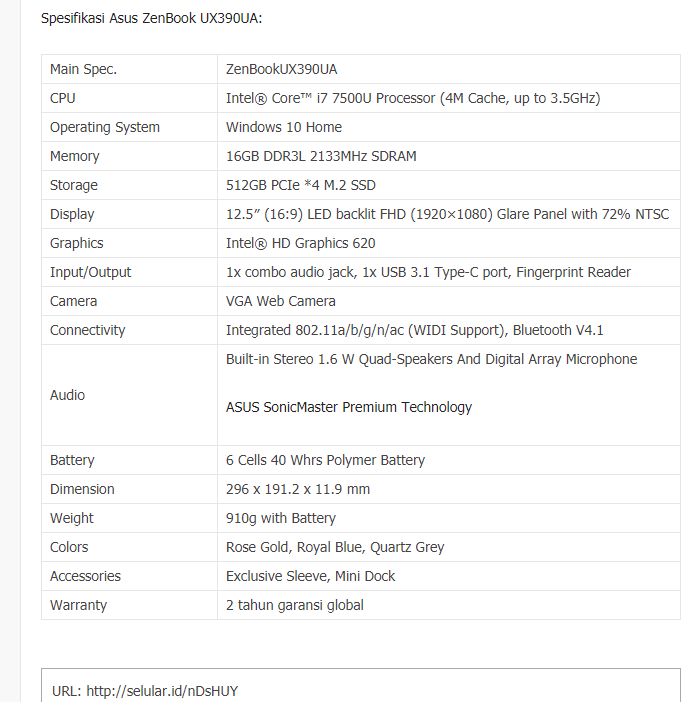 Spesifikasi Asus ZenBook UX390UA:
Main Spec. ZenBookUX390UA
CPU Intel® Core™ i7 7500U Processor (4M Cache, up to 3.5GHz)
Operating System Windows 10 Home
Memory 16GB DDR3L 2133MHz SDRAM
Storage 512GB PCIe *4 M.2 SSD
Display 12.5″ (16:9) LED backlit FHD (1920×1080) Glare Panel with 72% NTSC
Graphics Intel® HD Graphics 620
Input/Output 1x combo audio jack, 1x USB 3.1 Type-C port, Fingerprint Reader
Camera VGA Web Camera
Connectivity Integrated 802.11a/b/g/n/ac (WIDI Support), Bluetooth V4.1
Built-in Stereo 1.6 W Quad-Speakers And Digital Array Microphone
Audio
ASUS SonicMaster Premium Technology
Battery 6 Cells 40 Whrs Polymer Battery
Dimension 296 x 191.2 x 11.9 mm
Weight 910g with Battery
Colors Rose Gold, Royal Blue, Quartz Grey
Accessories Exclusive Sleeve, Mini Dock
Warranty 2 tahun garansi global
URL: http://selular.id/nDsHUY